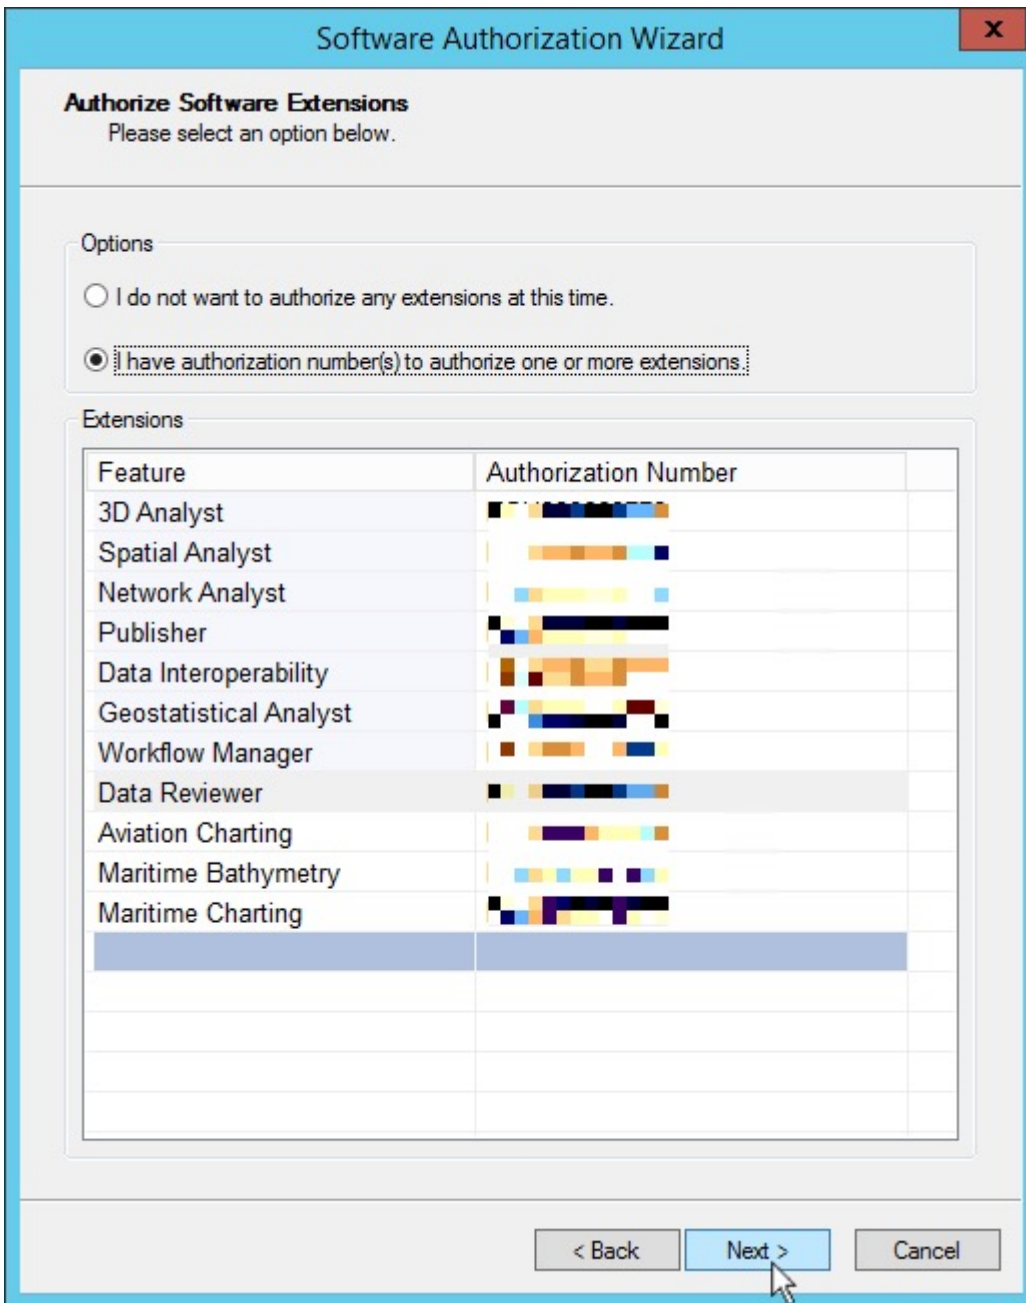 Software Authorization Wizard
x
Authorize Software Extensions
Please select an option below.
Options
I do not want to authorize any extensions at this time.
I have authorization number(s) to authorize one or more extensions.
Extensions
Feature Authorization Number
3D Analyst
Spatial Analyst
Network Analyst
Publisher
Data Interoperability
Geostatistical Analyst
Workflow Manager
Data Reviewer
Aviation Charting
Maritime Bathymetry
Maritime Charting
< Back Next > Cancel